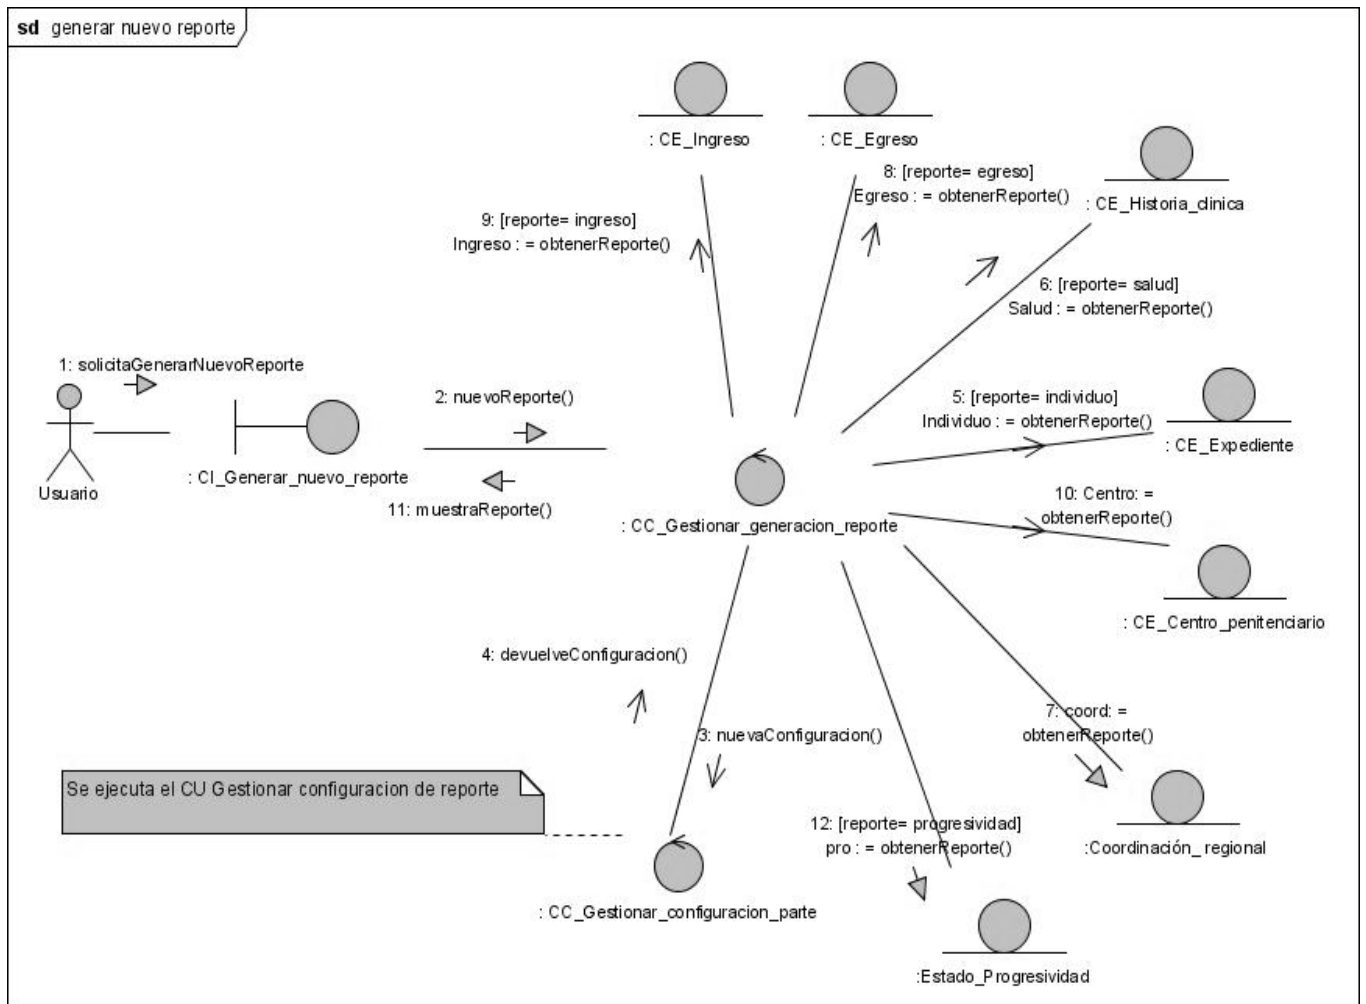 sd generar nuevo reporte
: CE_Ingreso
: CE_Egreso
8: [reporte= egreso]
Egreso : = obtenerReporte()
: CE_Historia_clinica
9: [reporte= ingreso]
Ingreso : = obtenerReporte()
6: [reporte= salud]
Salud : = obtenerReporte()
1: solicitaGenerarNuevoReporte
2: nuevoReporte()
5: [reporte= individuo]
Individuo : = obtenerReporte()
: CE_Expediente
: CI_Generar_nuevo_reporte
Usuario
11: muestraReporte()
10: Centro: =
obtenerReporte()
: CC_Gestionar_generacion_reporte
: CE_Centro_penitenciario
4: devuelveConfiguracion()
3: nuevaConfiguracion()
7: coord: =
obtenerReporte()
Se ejecuta el CU Gestionar configuracion de reporte
12: [reporte= progresividad]
pro : = obtenerReporte()
:Coordinación_regional
: CC_Gestionar_configuracion_parte
:Estado_Progresividad